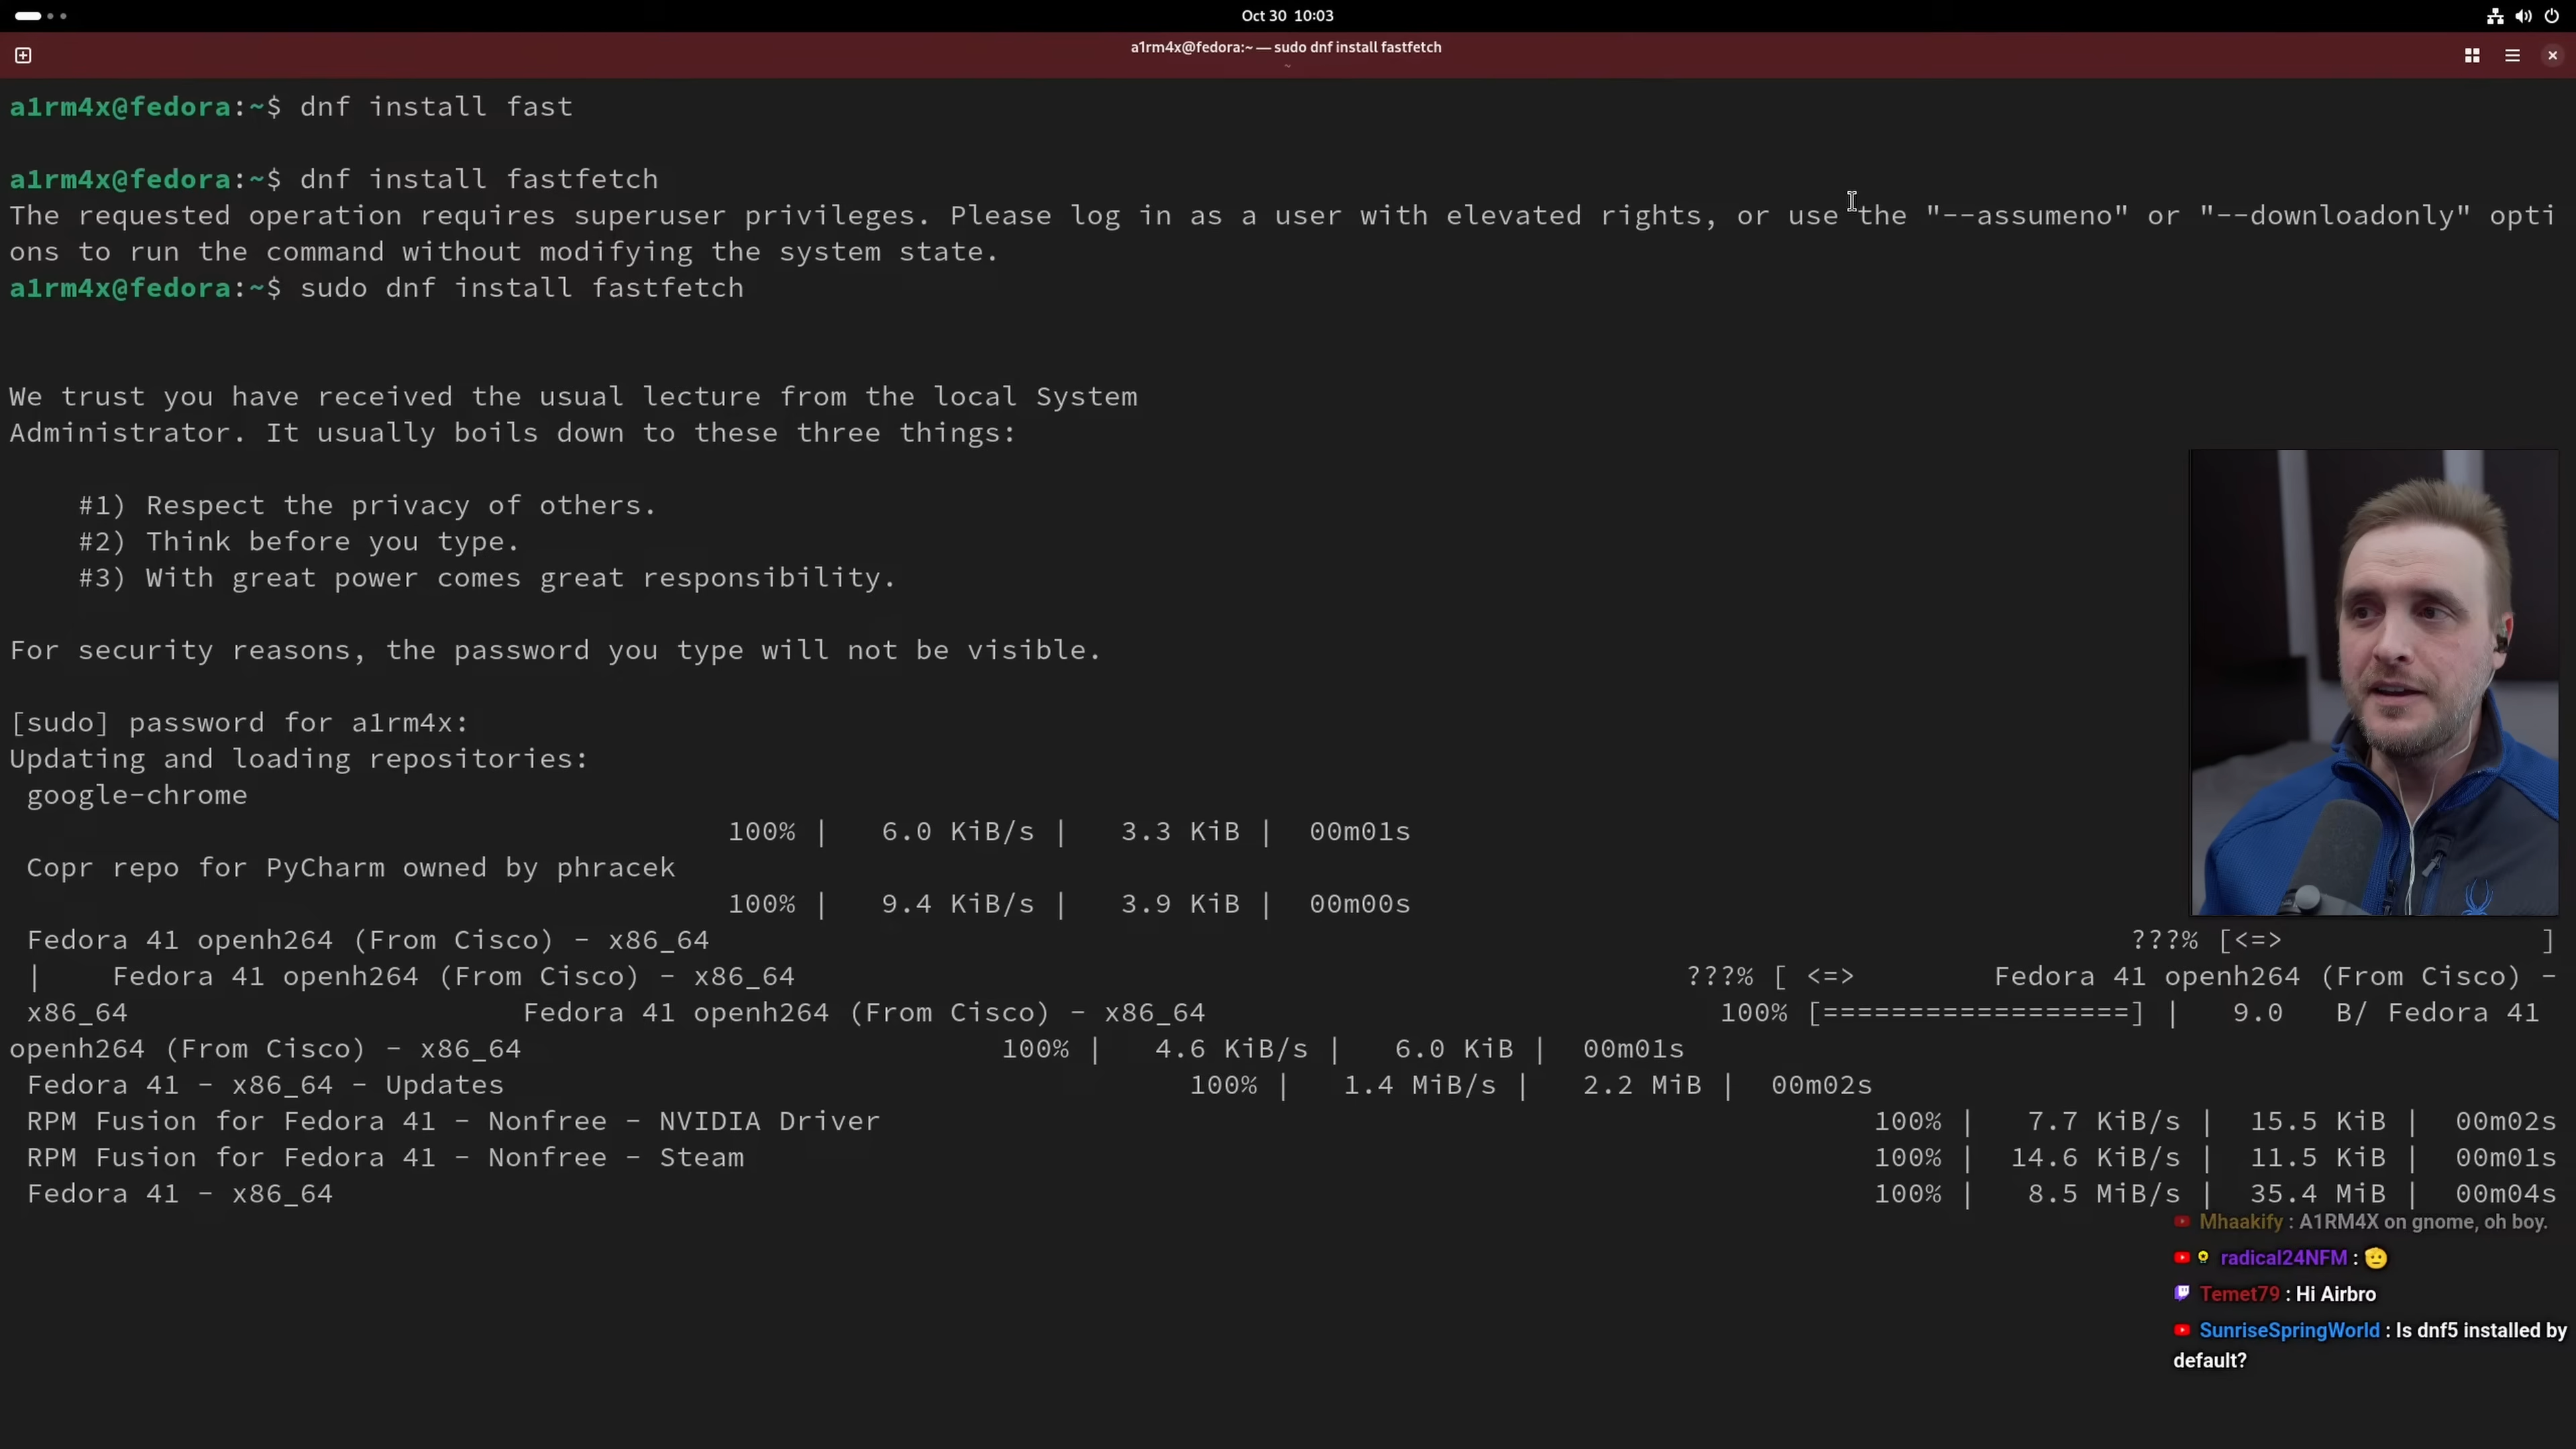 Oct 30 10:03
a1rm4x@fedora:~ — sudo dnf install fastfetch
~
a1rm4x@fedora:~$ dnf install fast
a1rm4x@fedora:~$ dnf install fastfetch
The requested operation requires superuser privileges. Please log in as a user with elevated rights, or use the "--assumeno" or "--downloadonly" opti
ons to run the command without modifying the system state.
a1rm4x@fedora:~$ sudo dnf install fastfetch
We trust you have received the usual lecture from the local System
Administrator. It usually boils down to these three things:
#1) Respect the privacy of others.
#2) Think before you type.
#3) With great power comes great responsibility.
For security reasons, the password you type will not be visible.
[sudo] password for a1rm4x:
Updating and loading repositories:
google-chrome
100% | 6.0 KiB/s | 3.3 KiB | 00m01s
Copr repo for PyCharm owned by phracek
100% | 9.4 KiB/s | 3.9 KiB | 00m00s
Fedora 41 openh264 (From Cisco) - x86_64 ???% [<=> ]
| Fedora 41 openh264 (From Cisco) - x86_64 ???% [ <=> Fedora 41 openh264 (From Cisco) -
x86_64 Fedora 41 openh264 (From Cisco) - x86_64 100% [==================] | 9.0 B/ Fedora 41
openh264 (From Cisco) - x86_64 100% | 4.6 KiB/s | 6.0 KiB | 00m01s
Fedora 41 - x86_64 - Updates 100% | 1.4 MiB/s | 2.2 MiB | 00m02s
RPM Fusion for Fedora 41 - Nonfree - NVIDIA Driver 100% | 7.7 KiB/s | 15.5 KiB | 00m02s
RPM Fusion for Fedora 41 - Nonfree - Steam 100% | 14.6 KiB/s | 11.5 KiB | 00m01s
Fedora 41 - x86_64 100% | 8.5 MiB/s | 35.4 MiB | 00m04s
Mhaakify : A1RM4X on gnome, oh boy.
radical24NFM : 🫡
Temet79 : Hi Airbro
SunriseSpringWorld : Is dnf5 installed by
default?